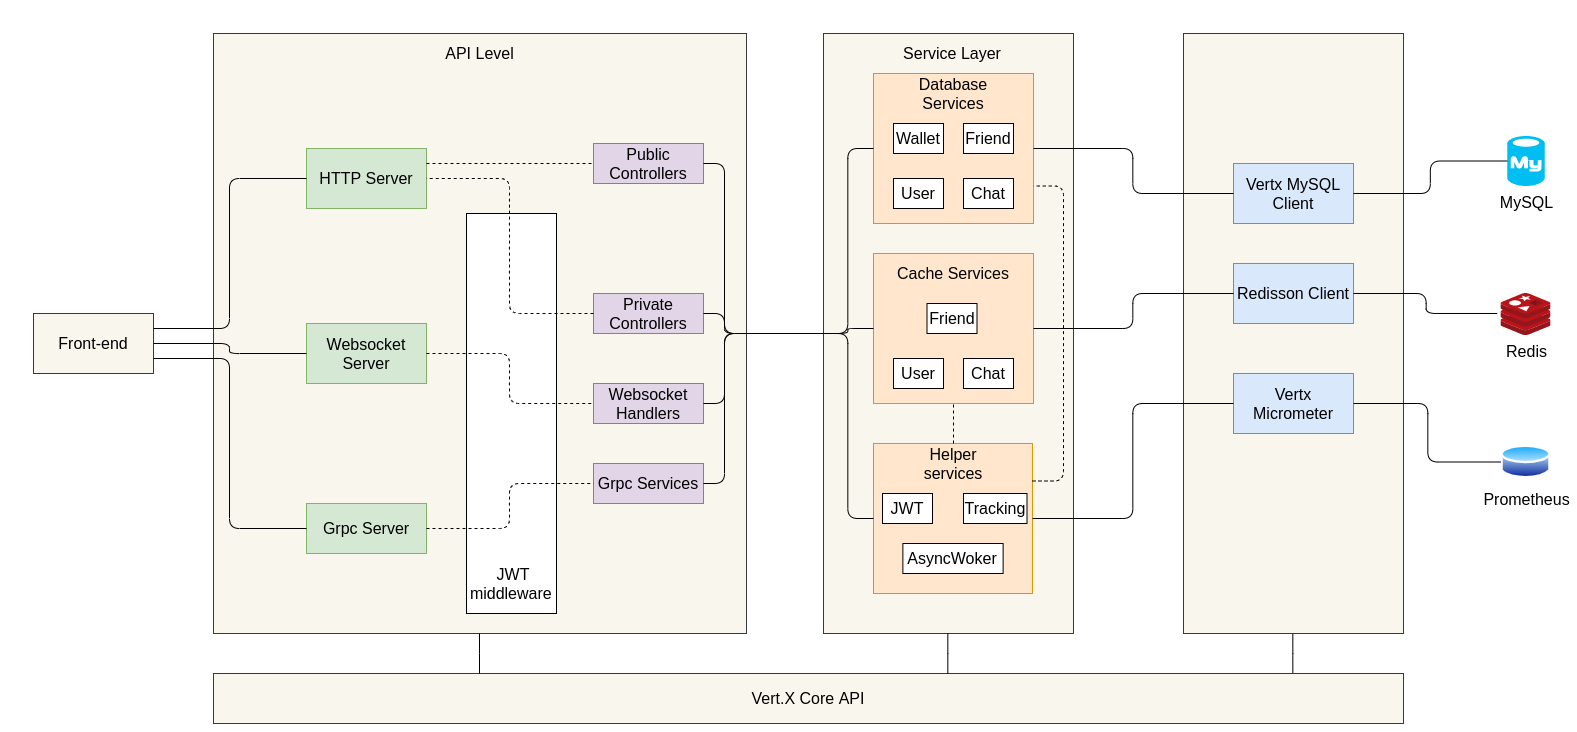 Front-end
API Level
HTTP Server
Websocket
Server
Grpc Server
JWT
middleware
Public
Controllers
Private
Controllers
Websocket
Handlers
Grpc Services
Service Layer
Database
Services
Wallet
Friend
User
Chat
Cache Services
Friend
User
Chat
Helper
services
JWT
Tracking
AsyncWoker
Vertx MySQL
Client
Redisson Client
Vertx
Micrometer
My
MySQL
Redis
Prometheus
Vert.X Core API